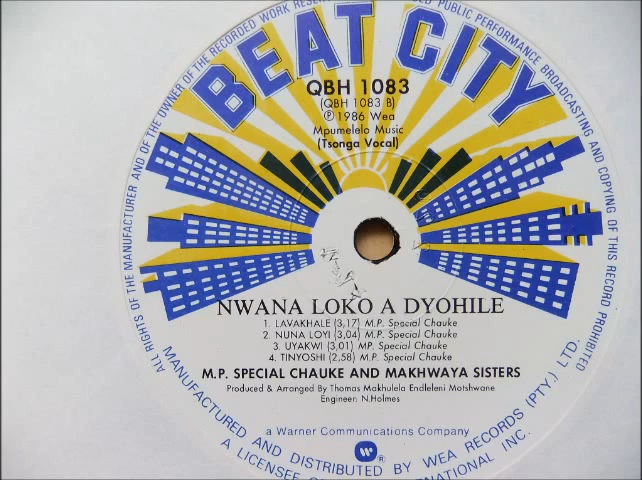 BEAT CITY
QBH 1083
(QBH 1083 B)
℗ 1986 Wea
Mpumelelo Music
(Tsonga Vocal)
NWANA LOKO A DYOHILE
1. LAVAKHALE (3,17) M.P. Special Chauke
2. NUNA LOYI (3,04) M.P. Special Chauke
3. UYAKWI (3,01) MP. Special Chauke
4. TINYOSHI (2,58) M.P. Special Chauke
M.P. SPECIAL CHAUKE AND MAKHWAYA SISTERS
Produced & Arranged By Thomas Makhulela Endleleni Motshwane
Engineer: N.Holmes
a Warner Communications Company
ALL RIGHTS OF THE MANUFACTURER AND OF THE OWNER OF THE RECORDED WORK PUBLIC PERFORMANCE BROADCASTING AND COPYING OF THIS RECORD PROHIBITED
MANUFACTURED AND DISTRIBUTED BY WEA RECORDS (PTY.) LTD.
A LICENSEE INC.